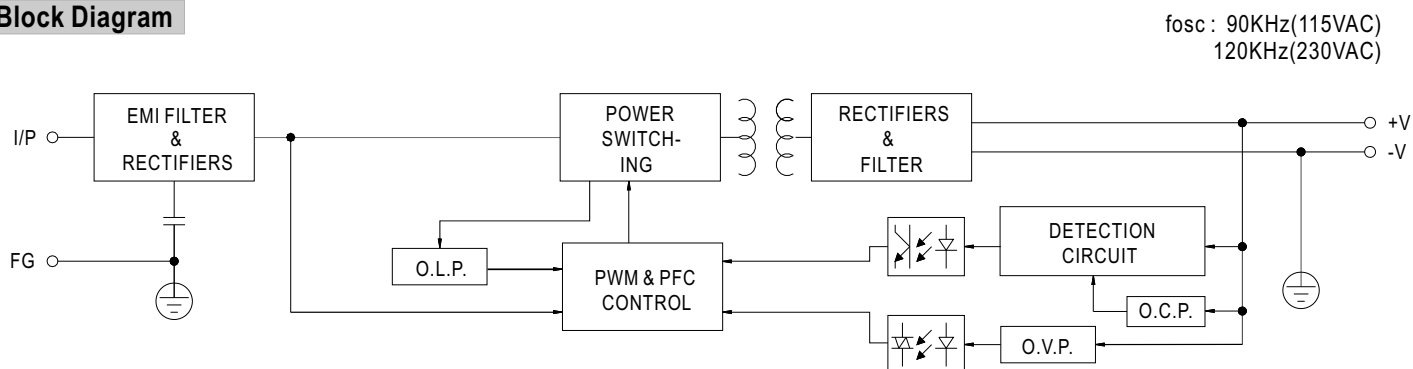 Block Diagram
fosc : 90KHz(115VAC)
120KHz(230VAC)
I/P
EMI FILTER
&
RECTIFIERS
POWER
SWITCH-
ING
RECTIFIERS
&
FILTER
+V
-V
FG
O.L.P.
PWM & PFC
CONTROL
DETECTION
CIRCUIT
O.C.P.
O.V.P.